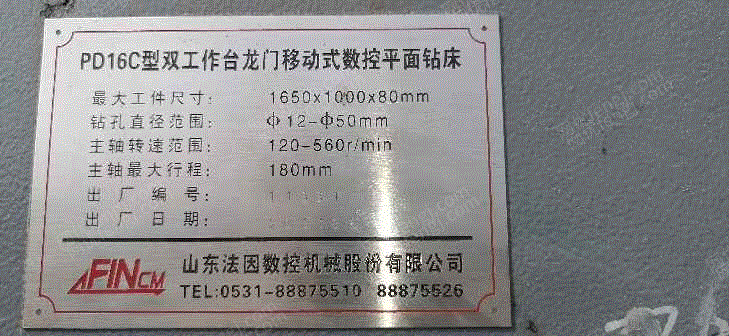 PD16C型双工作台龙门移动式数控平面钻床
最大工件尺寸: 1650x1000x80mm
钻孔直径范围: Φ12-Φ50mm
主轴转速范围: 120-560r/min
主轴最大行程: 180mm
出厂编号:
出厂日期:
FINCM 山东法因数控机械股份有限公司
TEL:0531-88875510 88875526